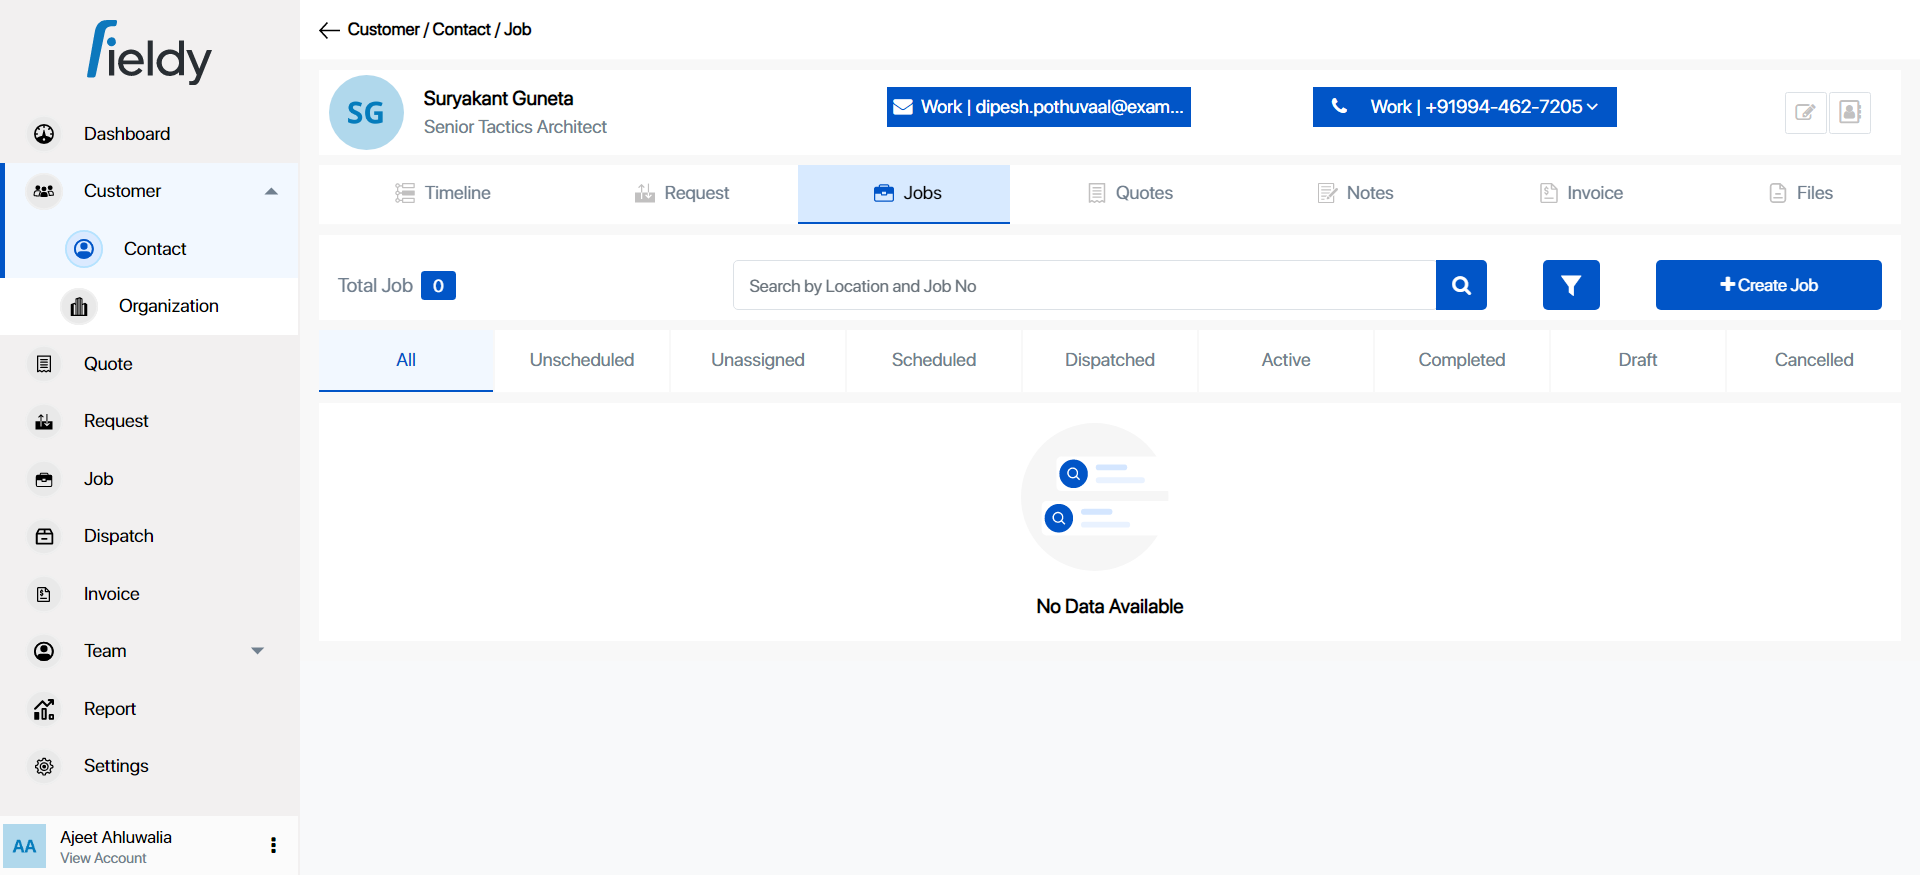 fieldy
Dashboard
Customer
Contact
Organization
Quote
Request
Job
Dispatch
Invoice
Team
Report
Settings
AA
Ajeet Ahluwalia
View Account
Customer / Contact / Job
SG
Suryakant Guneta
Senior Tactics Architect
Work | dipesh.pothuvaal@exam...
Work | +91994-462-7205
Timeline
Request
Jobs
Quotes
Notes
Invoice
Files
Total Job 0
Search by Location and Job No
Create Job
All
Unscheduled
Unassigned
Scheduled
Dispatched
Active
Completed
Draft
Cancelled
No Data Available